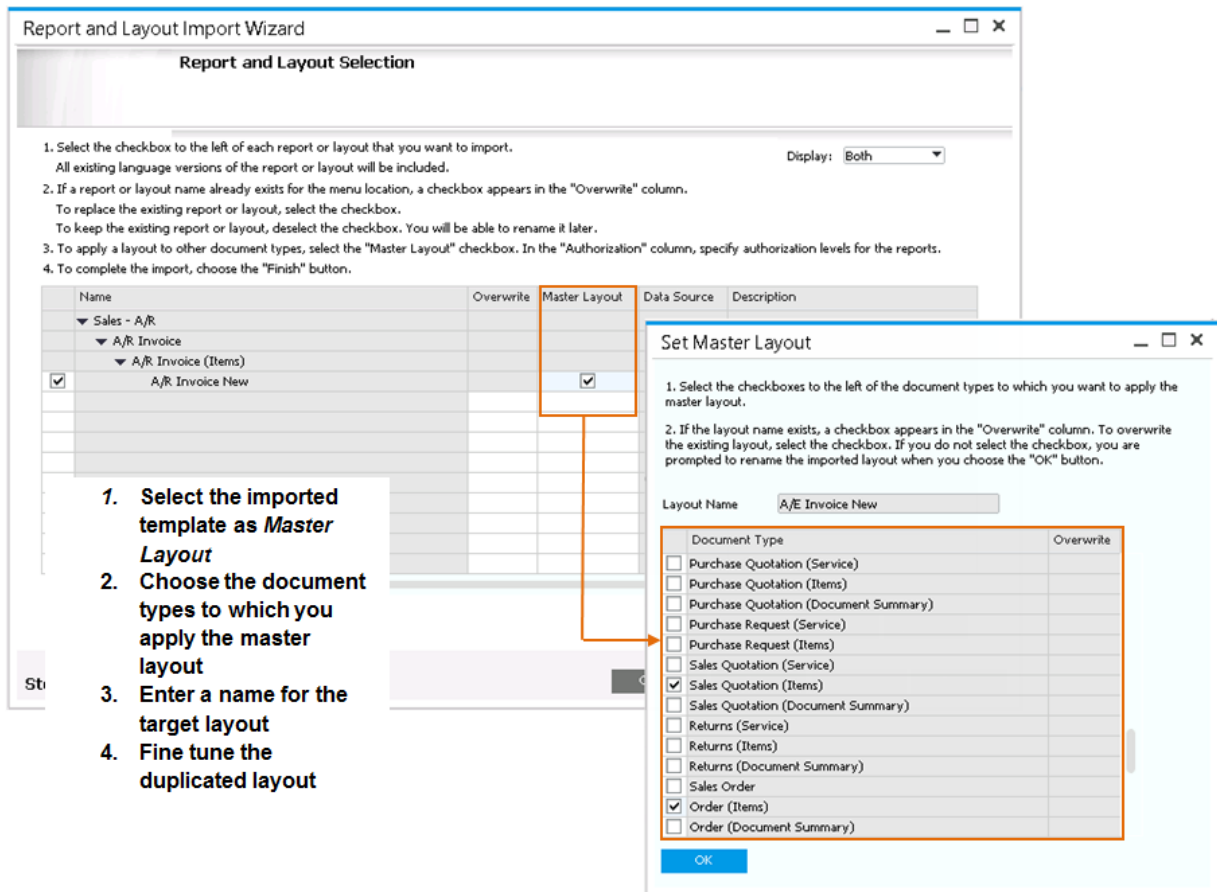 Report and Layout Import Wizard
Report and Layout Selection
1. Select the checkbox to the left of each report or layout that you want to import.
All existing language versions of the report or layout will be included.
Display: Both
2. If a report or layout name already exists for the menu location, a checkbox appears in the "Overwrite" column.
To replace the existing report or layout, select the checkbox.
To keep the existing report or layout, deselect the checkbox. You will be able to rename it later.
3. To apply a layout to other document types, select the "Master Layout" checkbox. In the "Authorization" column, specify authorization levels for the reports.
4. To complete the import, choose the "Finish" button.
Name Overwrite Master Layout Data Source Description
Sales - A/R
A/R Invoice
A/R Invoice (Items)
A/R Invoice New
1. Select the imported
template as Master
Layout
2. Choose the document
types to which you
apply the master
layout
3. Enter a name for the
target layout
4. Fine tune the
duplicated layout
Set Master Layout
1. Select the checkboxes to the left of the document types to which you want to apply the
master layout.
2. If the layout name exists, a checkbox appears in the "Overwrite" column. To overwrite
the existing layout, select the checkbox. If you do not select the checkbox, you are
prompted to rename the imported layout when you choose the "OK" button.
Layout Name A/E Invoice New
Document Type Overwrite
Purchase Quotation (Service)
Purchase Quotation (Items)
Purchase Quotation (Document Summary)
Purchase Request (Service)
Purchase Request (Items)
Sales Quotation (Service)
Sales Quotation (Items)
Sales Quotation (Document Summary)
Returns (Service)
Returns (Items)
Returns (Document Summary)
Sales Order
Order (Items)
Order (Document Summary)
OK